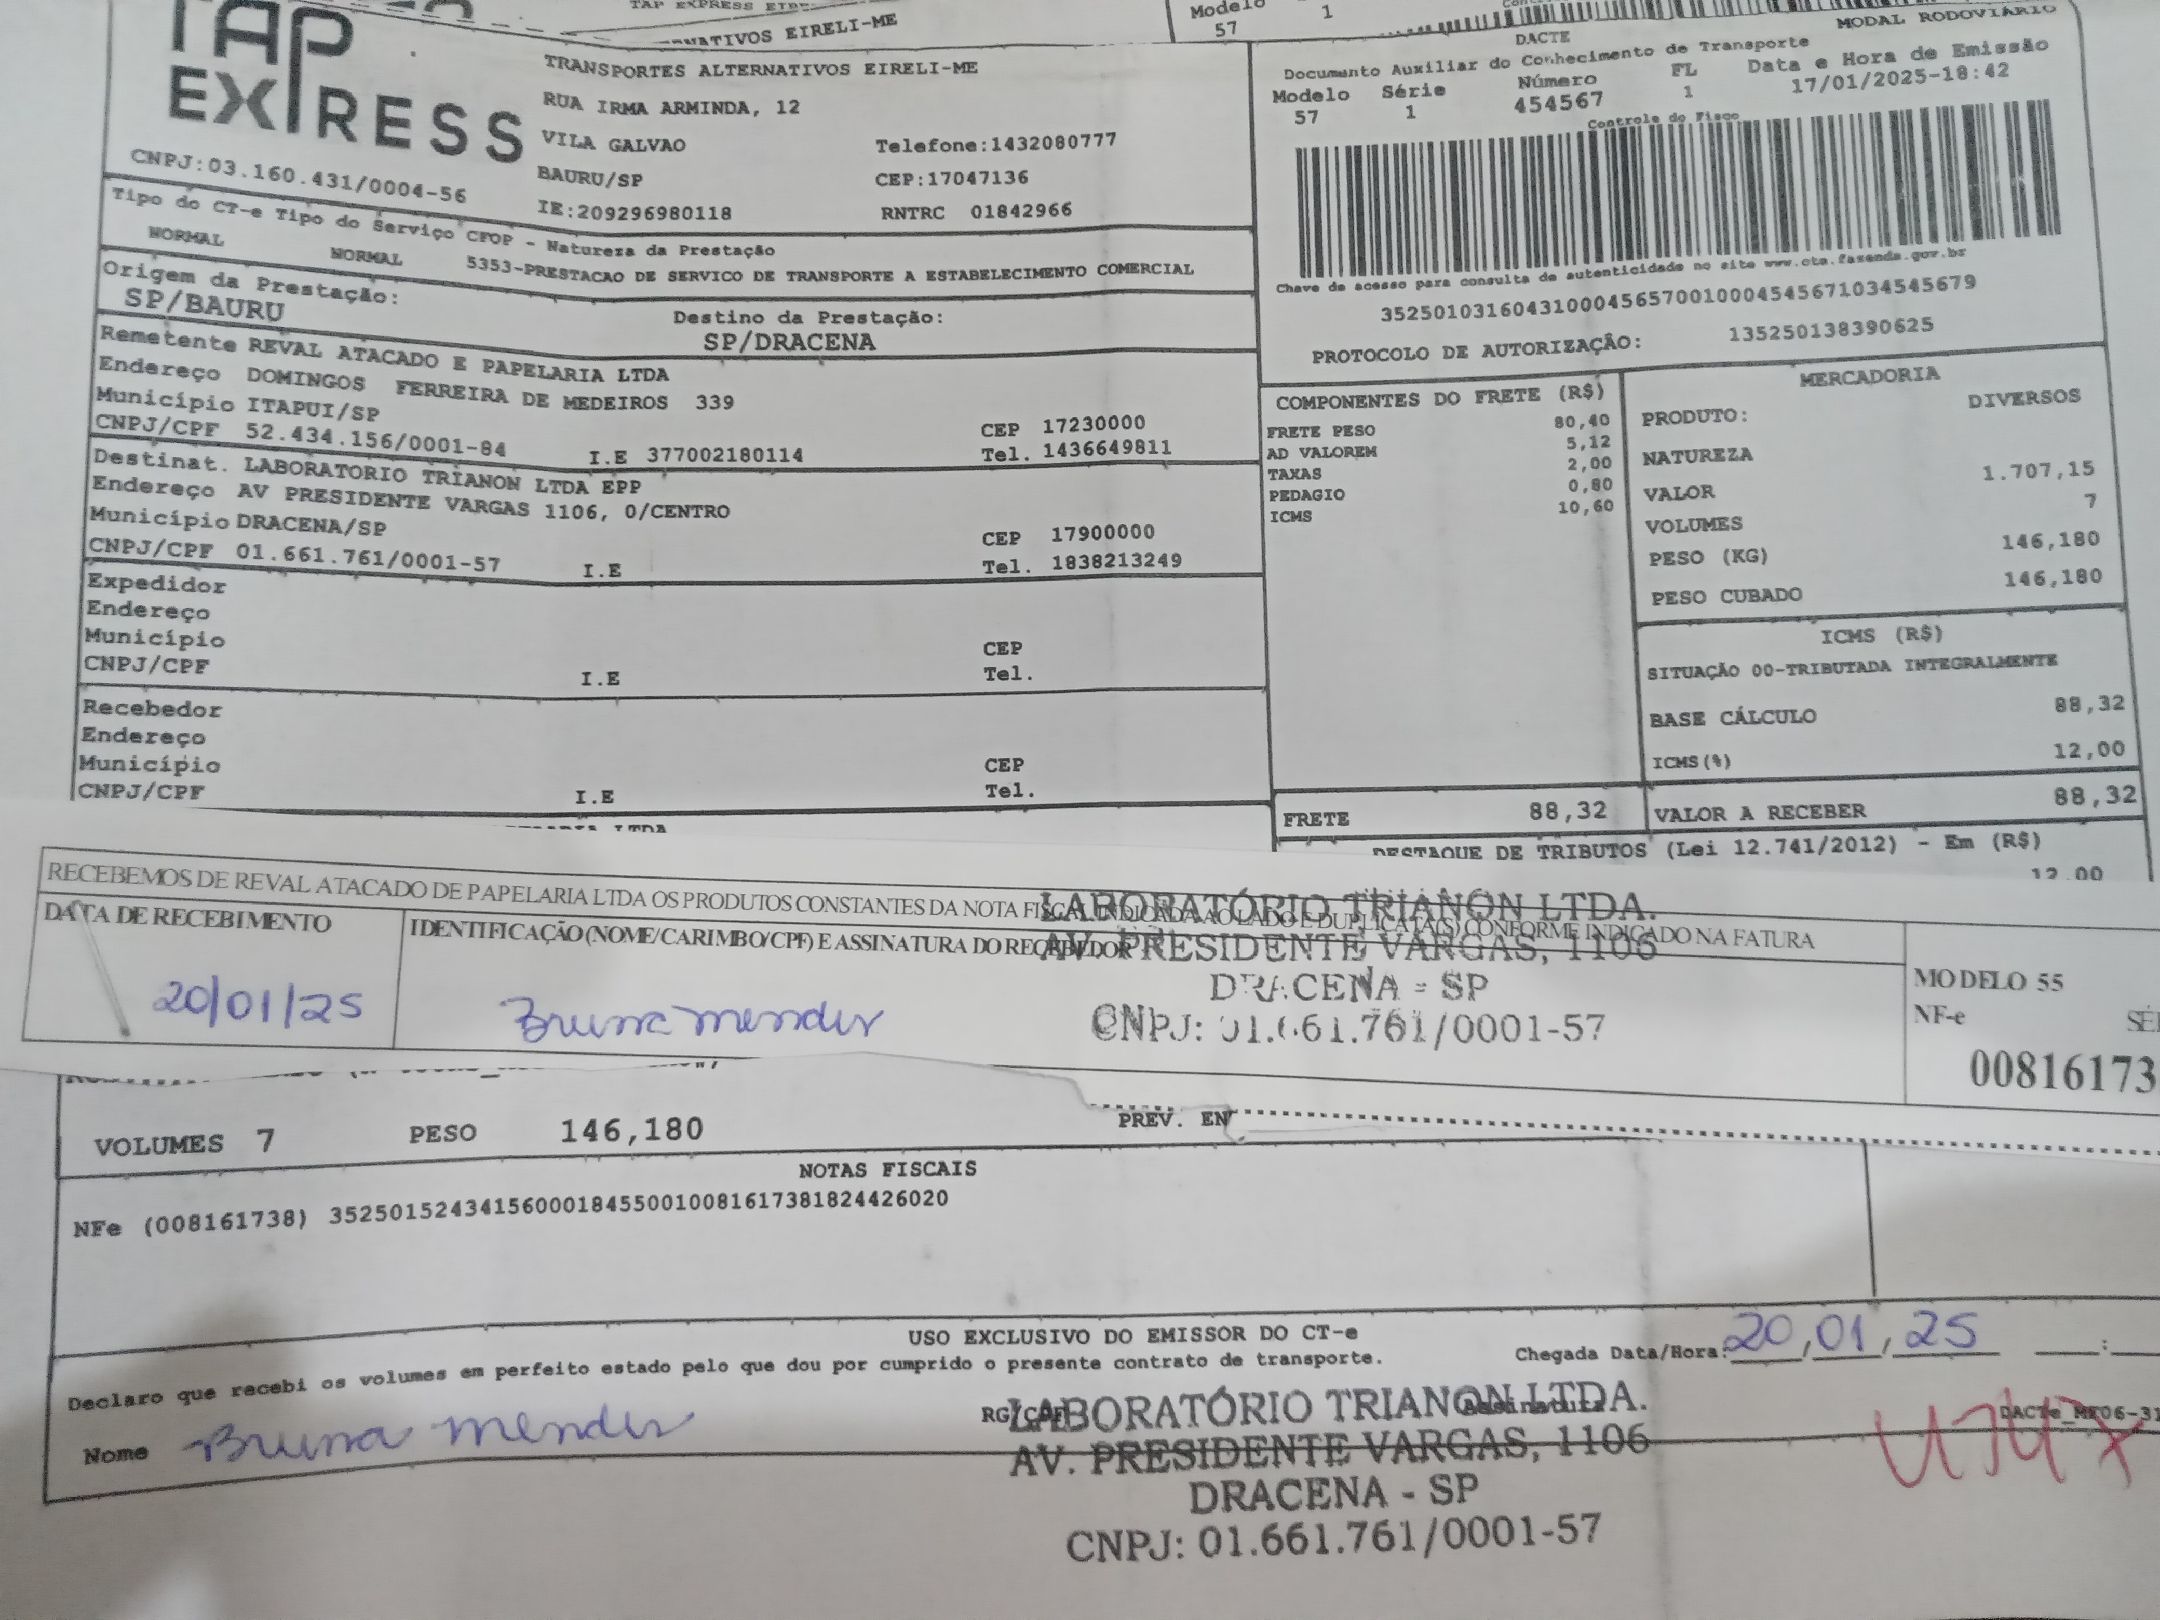 TAP EXPRESS
NATIVOS EIRELI-ME
Modelo
57 1
MODAL RODOVIÁRIO
TAP
EXPRESS
CNPJ:03.160.431/0004-56
TRANSPORTES ALTERNATIVOS EIRELI-ME
RUA IRMA ARMINDA, 12
VILA GALVAO Telefone:1432080777
BAURU/SP CEP:17047136
IE:209296980118 RNTRC 01842966
DACTE
Documento Auxiliar do Conhecimento de Transporte
Modelo Série Número FL Data e Hora de Emissão
57 1 454567 1 17/01/2025-18:42
Controle do Fisco
Chave de acesso para consulta de autenticidade no site www.cte.fazenda.gov.br
35250103160431000456570010004545671034545679
PROTOCOLO DE AUTORIZAÇÃO: 135250138390625
Tipo do CT-e Tipo do Serviço CFOP - Natureza da Prestação
NORMAL NORMAL 5353-PRESTACAO DE SERVICO DE TRANSPORTE A ESTABELECIMENTO COMERCIAL
Origem da Prestação: Destino da Prestação:
SP/BAURU SP/DRACENA
Remetente REVAL ATACADO E PAPELARIA LTDA
Endereço DOMINGOS FERREIRA DE MEDEIROS 339
Município ITAPUI/SP CEP 17230000
CNPJ/CPF 52.434.156/0001-84 I.E 377002180114 Tel. 1436649811
Destinat. LABORATORIO TRIANON LTDA EPP
Endereço AV PRESIDENTE VARGAS 1106, 0/CENTRO
Município DRACENA/SP CEP 17900000
CNPJ/CPF 01.661.761/0001-57 I.E Tel. 1838213249
Expedidor
Endereço
Município CEP
CNPJ/CPF I.E Tel.
Recebedor
Endereço
Município CEP
CNPJ/CPF I.E Tel.
COMPONENTES DO FRETE (R$)
FRETE PESO 80,40
AD VALOREM 5,12
TAXAS 2,00
PEDAGIO 0,80
ICMS 10,60
MERCADORIA
PRODUTO: DIVERSOS
NATUREZA
VALOR 1.707,15
VOLUMES 7
PESO (KG) 146,180
PESO CUBADO 146,180
ICMS (R$)
SITUAÇÃO 00-TRIBUTADA INTEGRALMENTE
BASE CÁLCULO 88,32
ICMS(%) 12,00
FRETE 88,32 VALOR A RECEBER 88,32
DESTAQUE DE TRIBUTOS (Lei 12.741/2012) - Em (R$)
12,00
RECEBEMOS DE REVAL ATACADO DE PAPELARIA LTDA OS PRODUTOS CONSTANTES DA NOTA FISCAL INDICADA AO LADO E DUPLICATA(S) CONFORME INDICADO NA FATURA
DATA DE RECEBIMENTO IDENTIFICAÇÃO (NOME/CARIMBO/CPF) E ASSINATURA DO RECEBEDOR
20/01/25 Bruna Mendes
LABORATÓRIO TRIANON LTDA.
AV. PRESIDENTE VARGAS, 1106
DRACENA - SP
CNPJ: 01.661.761/0001-57
MODELO 55
NF-e SÉ
00816173
VOLUMES 7 PESO 146,180 PREV. EN
NOTAS FISCAIS
NFe (008161738) 35250152434156000184550010081617381824426020
USO EXCLUSIVO DO EMISSOR DO CT-e
Declaro que recebi os volumes em perfeito estado pelo que dou por cumprido o presente contrato de transporte.
Chegada Data/Hora: 20/01/25 :
Nome Bruna Mendes RG/CPF Assinatura
LABORATÓRIO TRIANON LTDA.
AV. PRESIDENTE VARGAS, 1106
DRACENA - SP
CNPJ: 01.661.761/0001-57